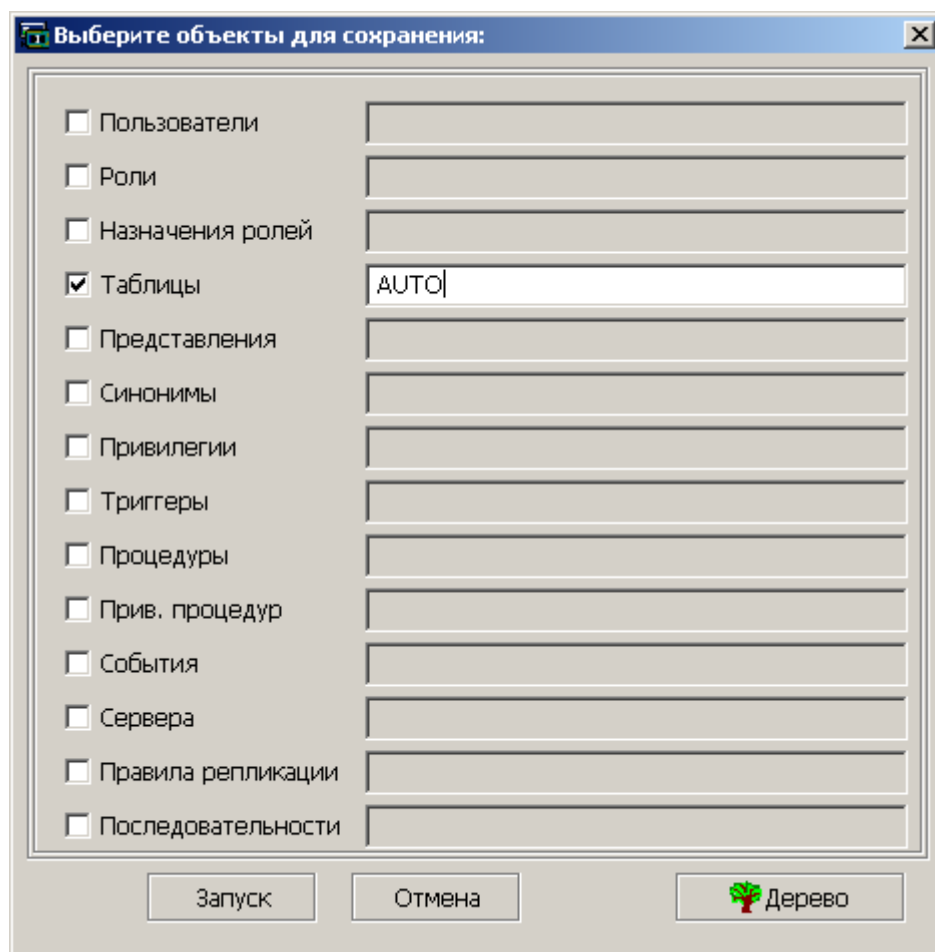 Выберите объекты для сохранения:
Пользователи
Роли
Назначения ролей
Таблицы AUTO
Представления
Синонимы
Привилегии
Триггеры
Процедуры
Прив. процедур
События
Сервера
Правила репликации
Последовательности
Запуск Отмена Дерево